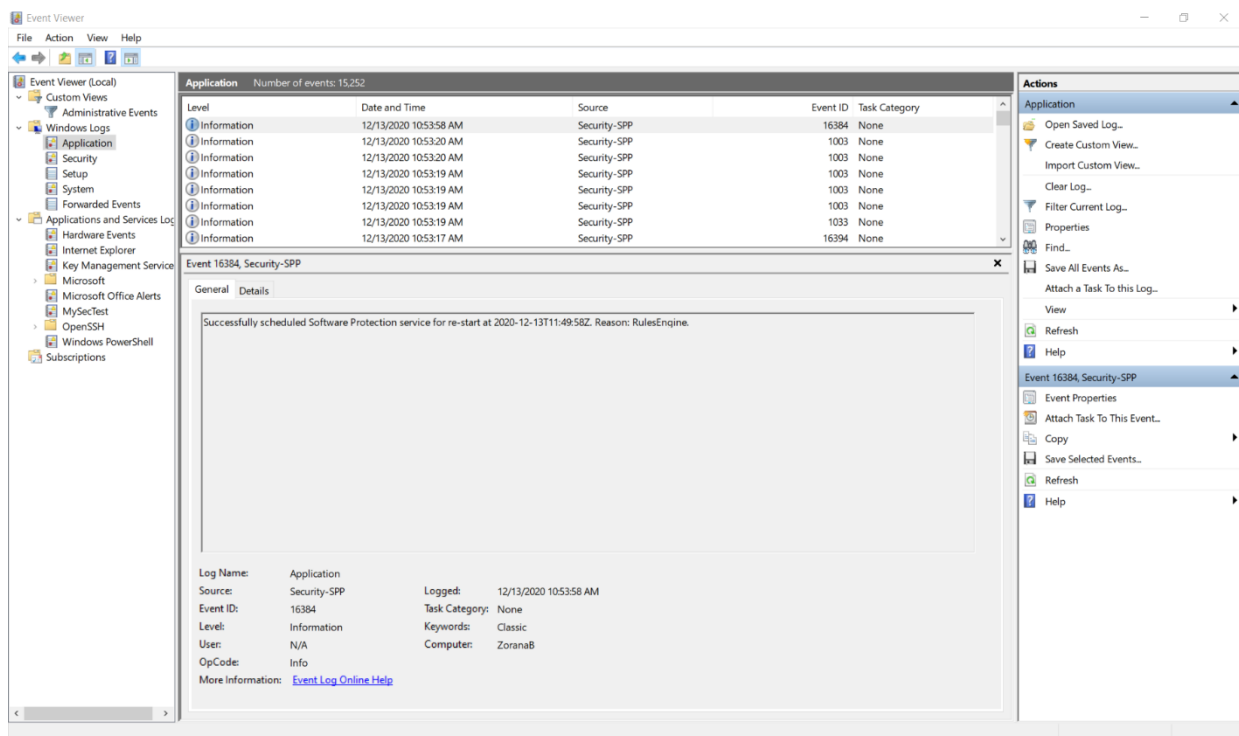 Event Viewer
File Action View Help
Event Viewer (Local)
Custom Views
Administrative Events
Windows Logs
Application
Security
Setup
System
Forwarded Events
Applications and Services Log
Hardware Events
Internet Explorer
Key Management Service
Microsoft
Microsoft Office Alerts
MySecTest
OpenSSH
Windows PowerShell
Subscriptions
Application Number of events: 15,252
Level Date and Time Source Event ID Task Category
Information 12/13/2020 10:53:58 AM Security-SPP 16384 None
Information 12/13/2020 10:53:20 AM Security-SPP 1003 None
Information 12/13/2020 10:53:20 AM Security-SPP 1003 None
Information 12/13/2020 10:53:19 AM Security-SPP 1003 None
Information 12/13/2020 10:53:19 AM Security-SPP 1003 None
Information 12/13/2020 10:53:19 AM Security-SPP 1003 None
Information 12/13/2020 10:53:19 AM Security-SPP 1033 None
Information 12/13/2020 10:53:17 AM Security-SPP 16394 None
Event 16384, Security-SPP
General Details
Successfully scheduled Software Protection service for re-start at 2020-12-13T11:49:58Z. Reason: RulesEngine.
Log Name: Application
Source: Security-SPP Logged: 12/13/2020 10:53:58 AM
Event ID: 16384 Task Category: None
Level: Information Keywords: Classic
User: N/A Computer: ZoranaB
OpCode: Info
More Information: Event Log Online Help
Actions
Application
Open Saved Log...
Create Custom View...
Import Custom View...
Clear Log...
Filter Current Log...
Properties
Find...
Save All Events As...
Attach a Task To this Log...
View
Refresh
Help
Event 16384, Security-SPP
Event Properties
Attach Task To This Event...
Copy
Save Selected Events...
Refresh
Help